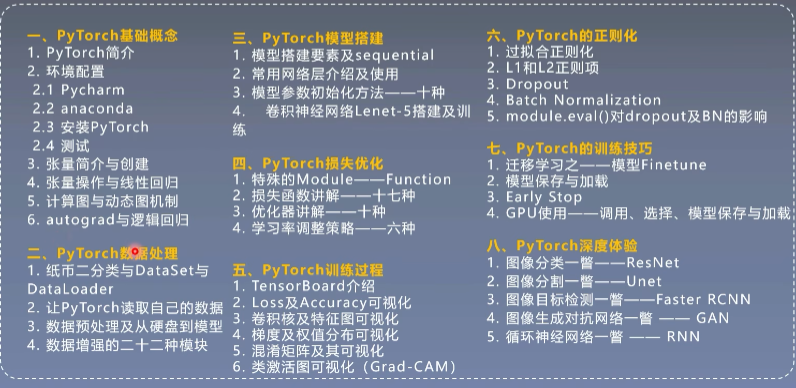 一、PyTorch基础概念
1. PyTorch简介
2. 环境配置
2.1 Pycharm
2.2 anaconda
2.3 安装PyTorch
2.4 测试
3. 张量简介与创建
4. 张量操作与线性回归
5. 计算图与动态图机制
6. autograd与逻辑回归
二、PyTorch数据处理
1. 纸币二分类与DataSet与
DataLoader
2. 让PyTorch读取自己的数据
3. 数据预处理及从硬盘到模型
4. 数据增强的二十二种模块
三、PyTorch模型搭建
1. 模型搭建要素及sequential
2. 常用网络层介绍及使用
3. 模型参数初始化方法——十种
4. 卷积神经网络Lenet-5搭建及训
练
四、PyTorch损失优化
1. 特殊的Module——Function
2. 损失函数讲解——十七种
3. 优化器讲解——十种
4. 学习率调整策略——六种
五、PyTorch训练过程
1. TensorBoard介绍
2. Loss及Accuracy可视化
3. 卷积核及特征图可视化
4. 梯度及权值分布可视化
5. 混淆矩阵及其可视化
6. 类激活图可视化（Grad-CAM）
六、PyTorch的正则化
1. 过拟合正则化
2. L1和L2正则项
3. Dropout
4. Batch Normalization
5. module.eval()对dropout及BN的影响
七、PyTorch的训练技巧
1. 迁移学习之——模型Finetune
2. 模型保存与加载
3. Early Stop
4. GPU使用——调用、选择、模型保存与加载
八、PyTorch深度体验
1. 图像分类一瞥——ResNet
2. 图像分割一瞥——Unet
3. 图像目标检测一瞥——Faster RCNN
4. 图像生成对抗网络一瞥 —— GAN
5. 循环神经网络一瞥 —— RNN